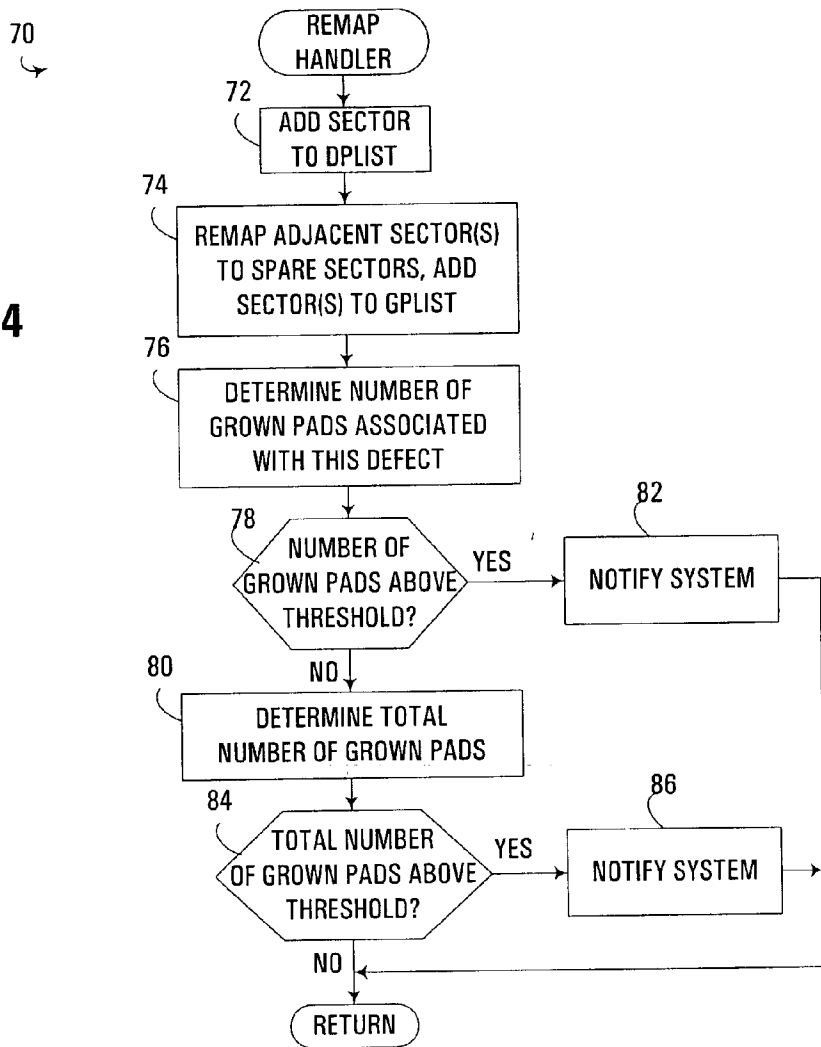 70
REMAP
HANDLER
72
ADD SECTOR
TO DPLIST
74
REMAP ADJACENT SECTOR(S)
TO SPARE SECTORS, ADD
SECTOR(S) TO GPLIST
4
76
DETERMINE NUMBER OF
GROWN PADS ASSOCIATED
WITH THIS DEFECT
78
NUMBER OF
GROWN PADS ABOVE
THRESHOLD?
YES
82
NOTIFY SYSTEM
NO
80
DETERMINE TOTAL
NUMBER OF GROWN PADS
84
TOTAL NUMBER
OF GROWN PADS ABOVE
THRESHOLD?
YES
86
NOTIFY SYSTEM
NO
RETURN